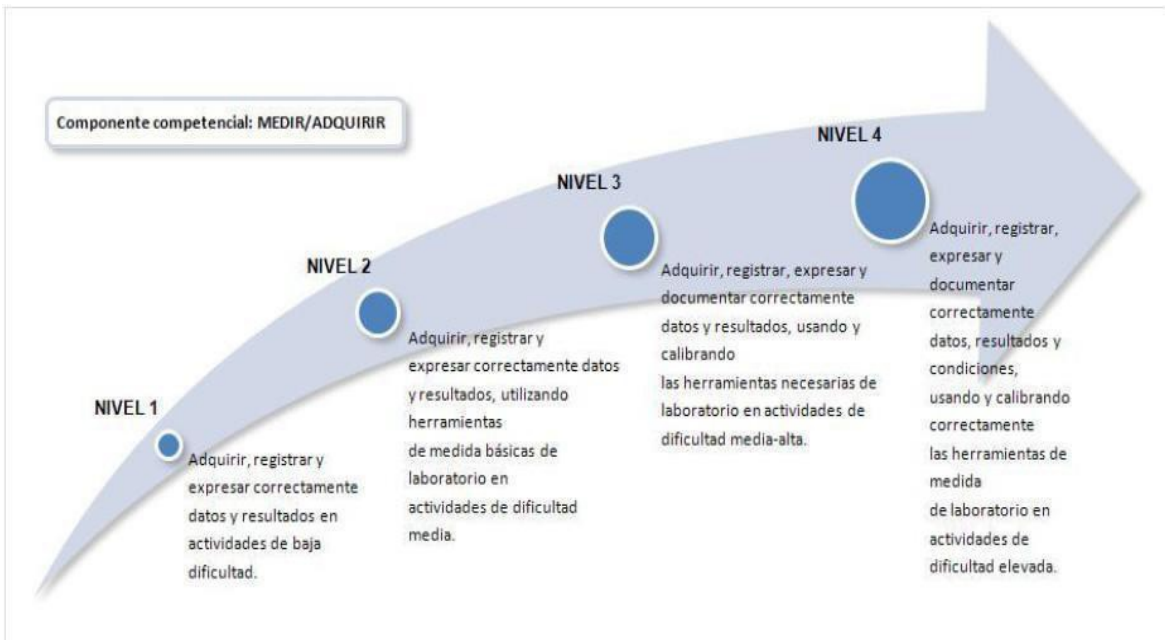 Componente competencial: MEDIR/ADQUIRIR
NIVEL 1
Adquirir, registrar y
expresar correctamente
datos y resultados en
actividades de baja
dificultad.
NIVEL 2
Adquirir, registrar y
expresar correctamente datos
y resultados, utilizando
herramientas
de medida básicas de
laboratorio en
actividades de dificultad
media.
NIVEL 3
Adquirir, registrar, expresar y
documentar correctamente
datos y resultados, usando y
calibrando
las herramientas necesarias de
laboratorio en actividades de
dificultad media-alta.
NIVEL 4
Adquirir, registrar,
expresar y
documentar
correctamente
datos, resultados y
condiciones,
usando y calibrando
correctamente
las herramientas de
medida
de laboratorio en
actividades de
dificultad elevada.